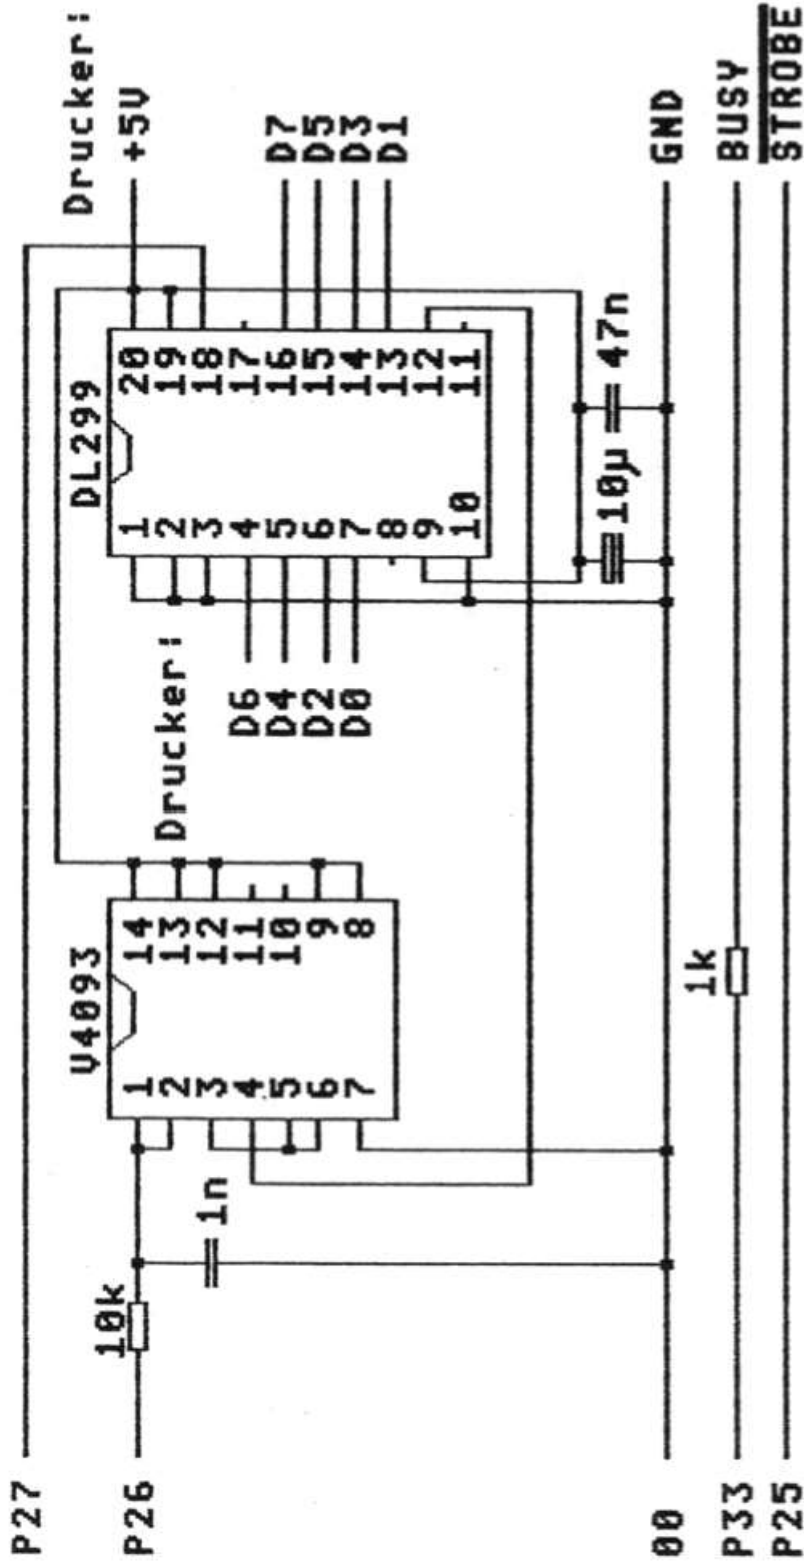 Drucker:
P27
+5V
P26
10k
1n
V4093
1
2
3
4
5
6
7
14
13
12
11
10
9
8
Drucker:
D6
D4
D2
D0
DL299
1
2
3
4
5
6
7
8
9
10
20
19
18
17
16
15
14
13
12
11
D7
D5
D3
D1
10µ
47n
00
GND
P33
1k
BUSY
P25
STROBE